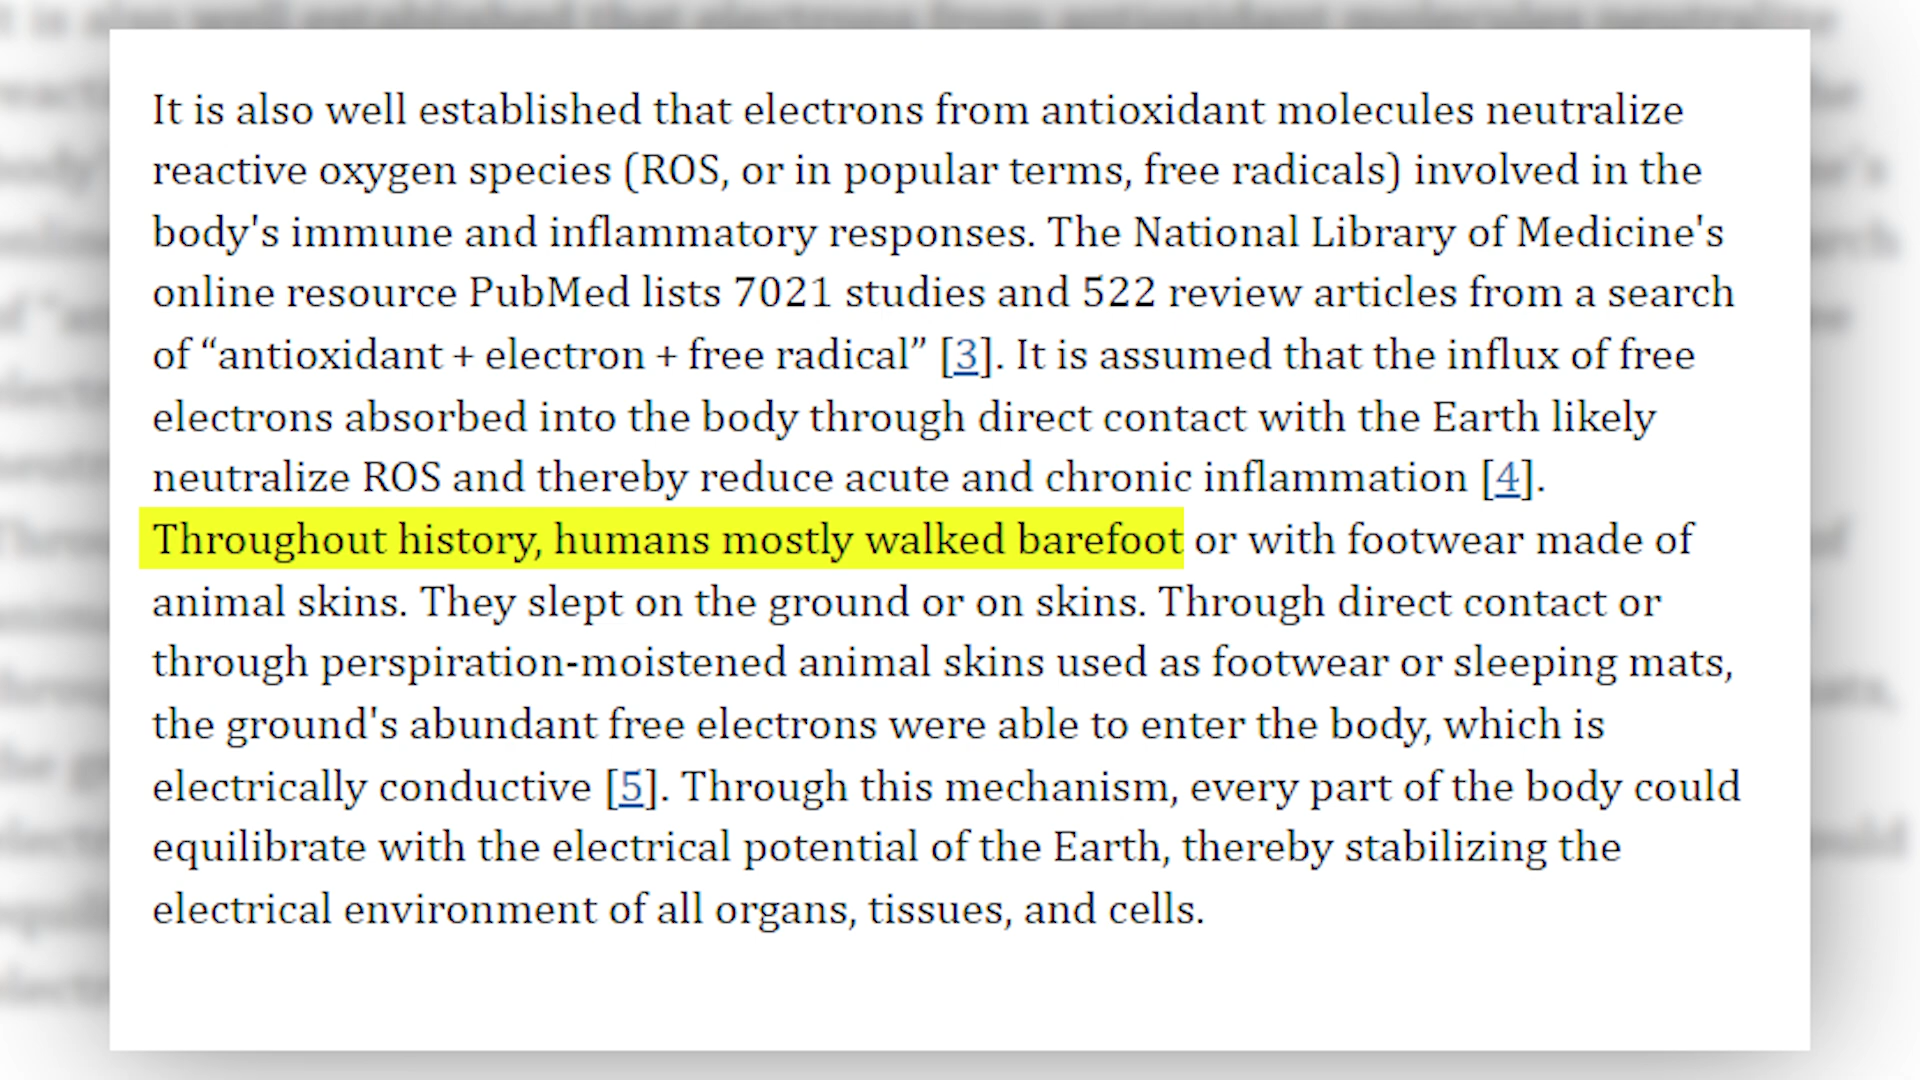 It is also well established that electrons from antioxidant molecules neutralize
reactive oxygen species (ROS, or in popular terms, free radicals) involved in the
body's immune and inflammatory responses. The National Library of Medicine's
online resource PubMed lists 7021 studies and 522 review articles from a search
of “antioxidant + electron + free radical” [3]. It is assumed that the influx of free
electrons absorbed into the body through direct contact with the Earth likely
neutralize ROS and thereby reduce acute and chronic inflammation [4].
Throughout history, humans mostly walked barefoot or with footwear made of
animal skins. They slept on the ground or on skins. Through direct contact or
through perspiration-moistened animal skins used as footwear or sleeping mats,
the ground's abundant free electrons were able to enter the body, which is
electrically conductive [5]. Through this mechanism, every part of the body could
equilibrate with the electrical potential of the Earth, thereby stabilizing the
electrical environment of all organs, tissues, and cells.